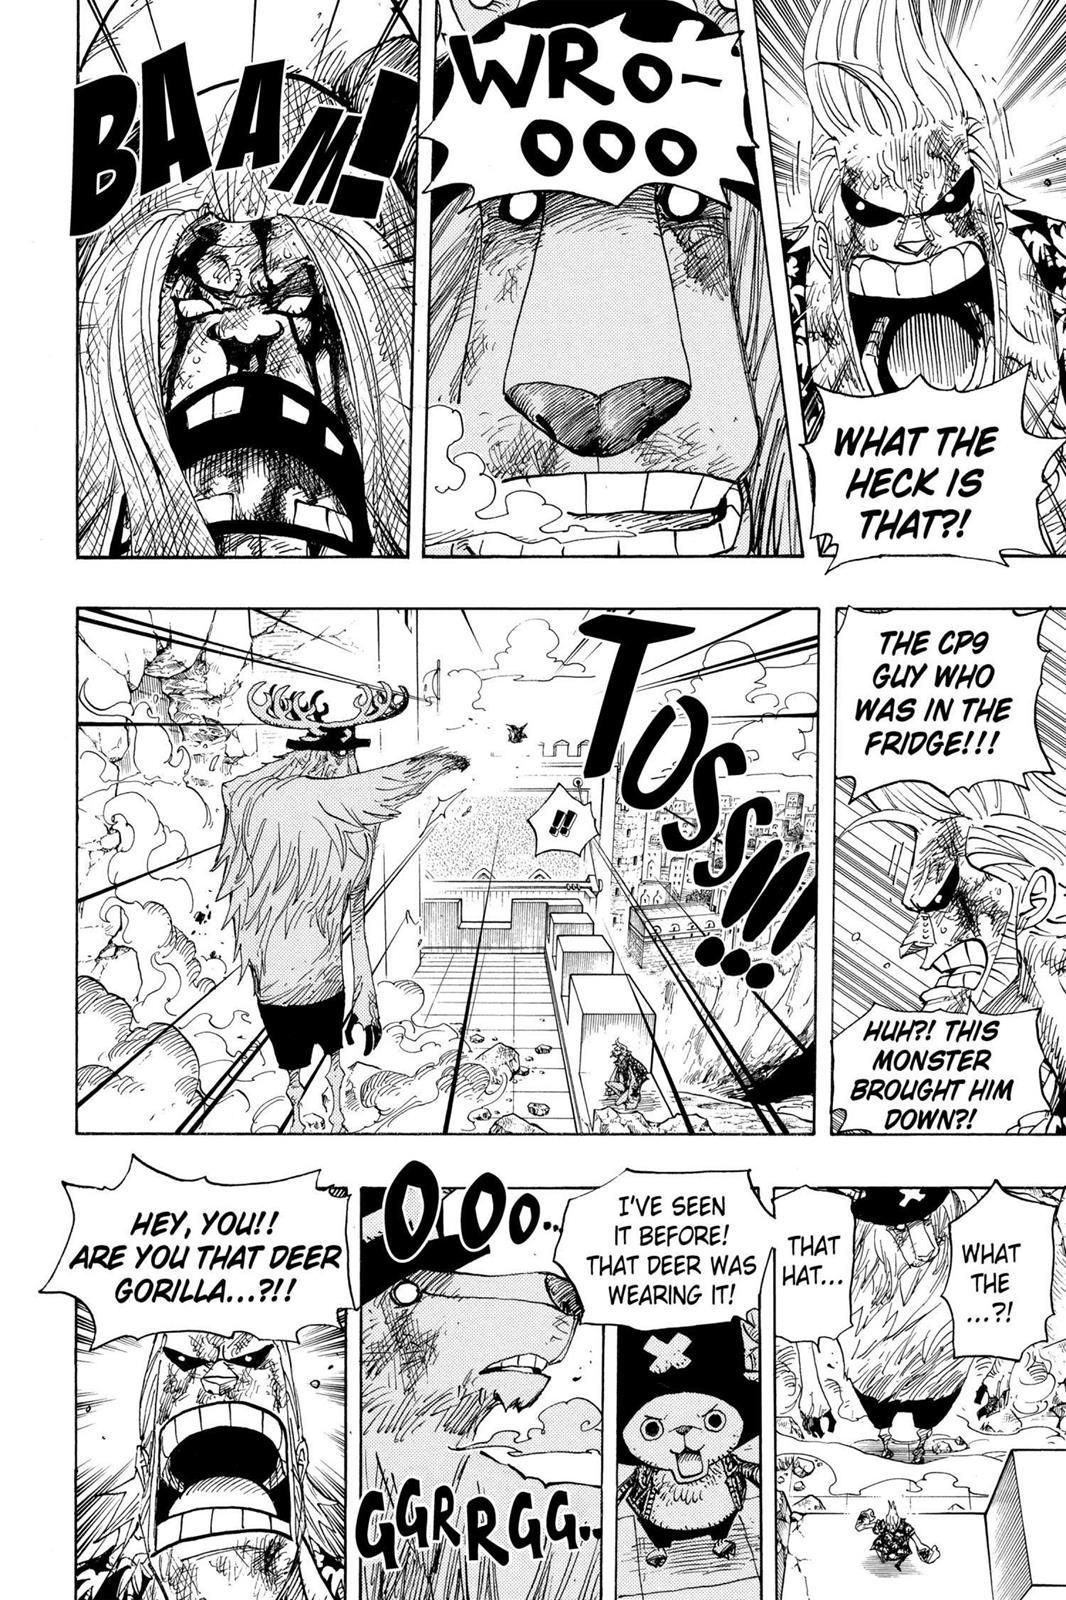 WHAT THE
HECK IS
THAT?!
WRO-
OOO
BAAM!
THE CP9
GUY WHO
WAS IN THE
FRIDGE!!!
HUH?! THIS
MONSTER
BROUGHT HIM
DOWN?!
TOSS!!!...
!!
WHAT
THE
...?!
THAT
HAT...
I'VE SEEN
IT BEFORE!
THAT DEER WAS
WEARING IT!
OOO...
GGRRGG...
HEY, YOU!!
ARE YOU THAT DEER
GORILLA...?!!